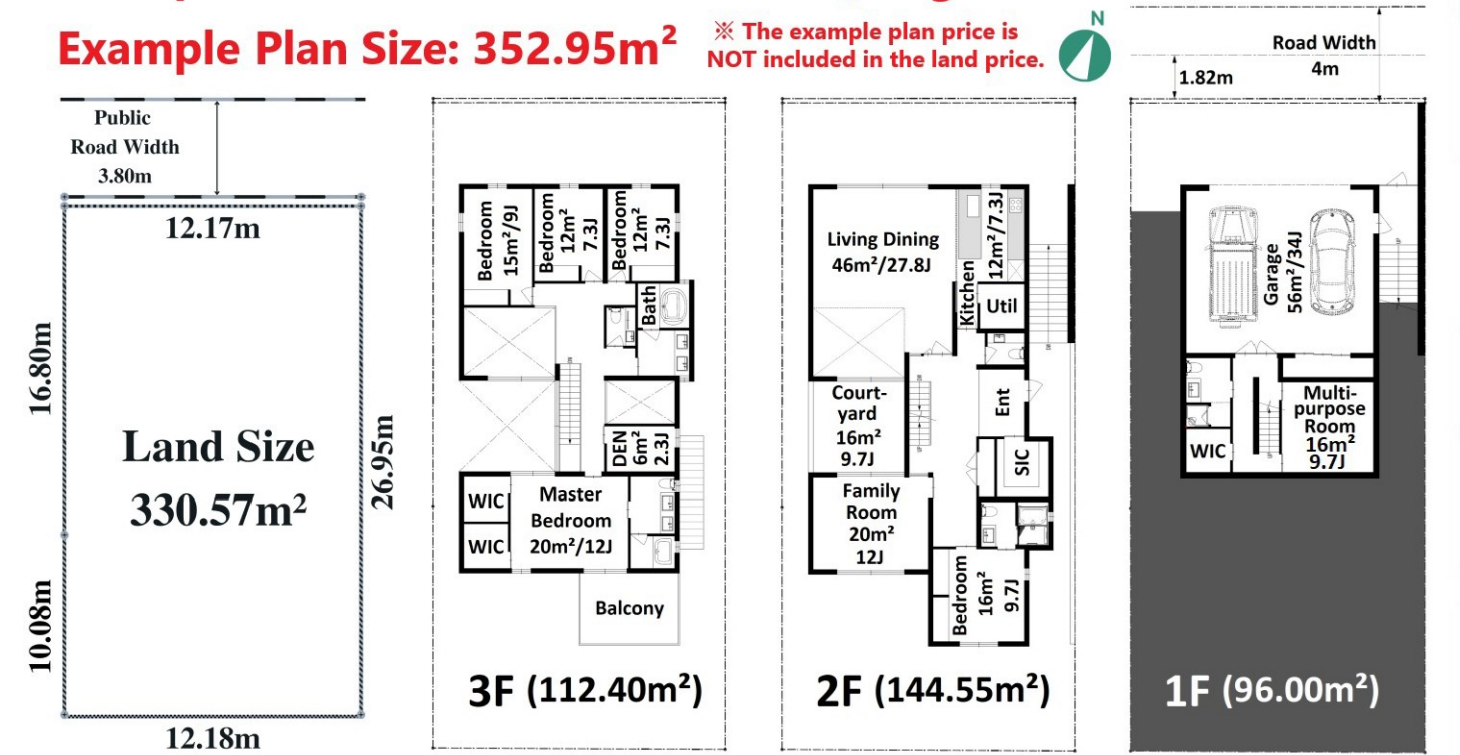 Example Plan Size: 352.95m²
※ The example plan price is
NOT included in the land price.
N
Road Width
4m
1.82m
Public
Road Width
3.80m
12.17m
16.80m
26.95m
10.08m
Land Size
330.57m²
12.18m
Bedroom
15m²/9J
Bedroom
12m²
7.3J
Bedroom
12m²
7.3J
Bath
DEN
6m²
2.3J
WIC
WIC
Master
Bedroom
20m²/12J
Balcony
3F (112.40m²)
Living Dining
46m²/27.8J
Kitchen
12m²/7.3J
Util
Court-
yard
16m²
9.7J
Ent
SIC
Family
Room
20m²
12J
Bedroom
16m²
9.7J
2F (144.55m²)
Garage
56m²/34J
WIC
Multi-
purpose
Room
16m²
9.7J
1F (96.00m²)